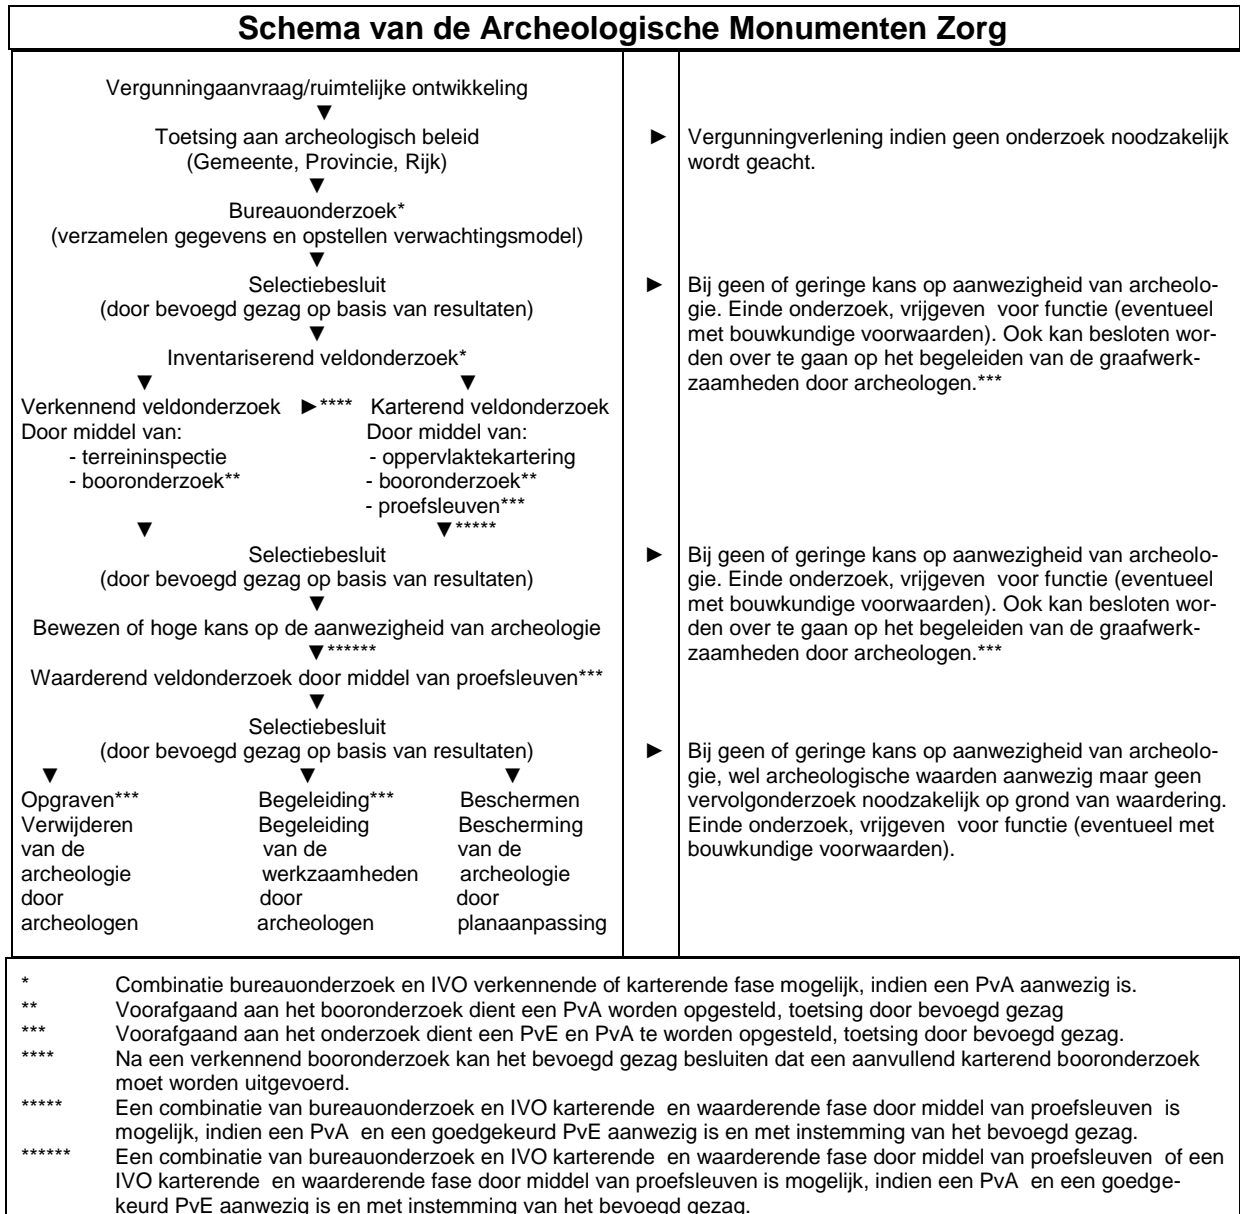 Schema van de Archeologische Monumenten Zorg
Vergunningaanvraag/ruimtelijke ontwikkeling
▼
Toetsing aan archeologisch beleid
(Gemeente, Provincie, Rijk)
► Vergunningverlening indien geen onderzoek noodzakelijk
wordt geacht.
▼
Bureauonderzoek*
(verzamelen gegevens en opstellen verwachtingsmodel)
▼
Selectiebesluit
(door bevoegd gezag op basis van resultaten)
► Bij geen of geringe kans op aanwezigheid van archeolo-
gie. Einde onderzoek, vrijgeven voor functie (eventueel
met bouwkundige voorwaarden). Ook kan besloten wor-
den over te gaan op het begeleiden van de graafwerk-
zaamheden door archeologen.***
▼
Inventariserend veldonderzoek*
▼ ▼
Verkennend veldonderzoek ►**** Karterend veldonderzoek
Door middel van: Door middel van:
- terreininspectie - oppervlaktekartering
- booronderzoek** - booronderzoek**
- proefsleuven***
▼ ▼*****
Selectiebesluit
(door bevoegd gezag op basis van resultaten)
► Bij geen of geringe kans op aanwezigheid van archeolo-
gie. Einde onderzoek, vrijgeven voor functie (eventueel
met bouwkundige voorwaarden). Ook kan besloten wor-
den over te gaan op het begeleiden van de graafwerk-
zaamheden door archeologen.***
▼
Bewezen of hoge kans op de aanwezigheid van archeologie
▼******
Waarderend veldonderzoek door middel van proefsleuven***
▼
Selectiebesluit
(door bevoegd gezag op basis van resultaten)
► Bij geen of geringe kans op aanwezigheid van archeolo-
gie, wel archeologische waarden aanwezig maar geen
vervolgonderzoek noodzakelijk op grond van waardering.
Einde onderzoek, vrijgeven voor functie (eventueel met
bouwkundige voorwaarden).
▼ ▼ ▼
Opgraven*** Begeleiding*** Beschermen
Verwijderen Begeleiding Bescherming
van de van de van de
archeologie werkzaamheden archeologie
door door door
archeologen archeologen planaanpassing
* Combinatie bureauonderzoek en IVO verkennende of karterende fase mogelijk, indien een PvA aanwezig is.
** Voorafgaand aan het booronderzoek dient een PvA worden opgesteld, toetsing door bevoegd gezag
*** Voorafgaand aan het onderzoek dient een PvE en PvA te worden opgesteld, toetsing door bevoegd gezag.
**** Na een verkennend booronderzoek kan het bevoegd gezag besluiten dat een aanvullend karterend booronderzoek
moet worden uitgevoerd.
***** Een combinatie van bureauonderzoek en IVO karterende en waarderende fase door middel van proefsleuven is
mogelijk, indien een PvA en een goedgekeurd PvE aanwezig is en met instemming van het bevoegd gezag.
****** Een combinatie van bureauonderzoek en IVO karterende en waarderende fase door middel van proefsleuven of een
IVO karterende en waarderende fase door middel van proefsleuven is mogelijk, indien een PvA en een goedge-
keurd PvE aanwezig is en met instemming van het bevoegd gezag.